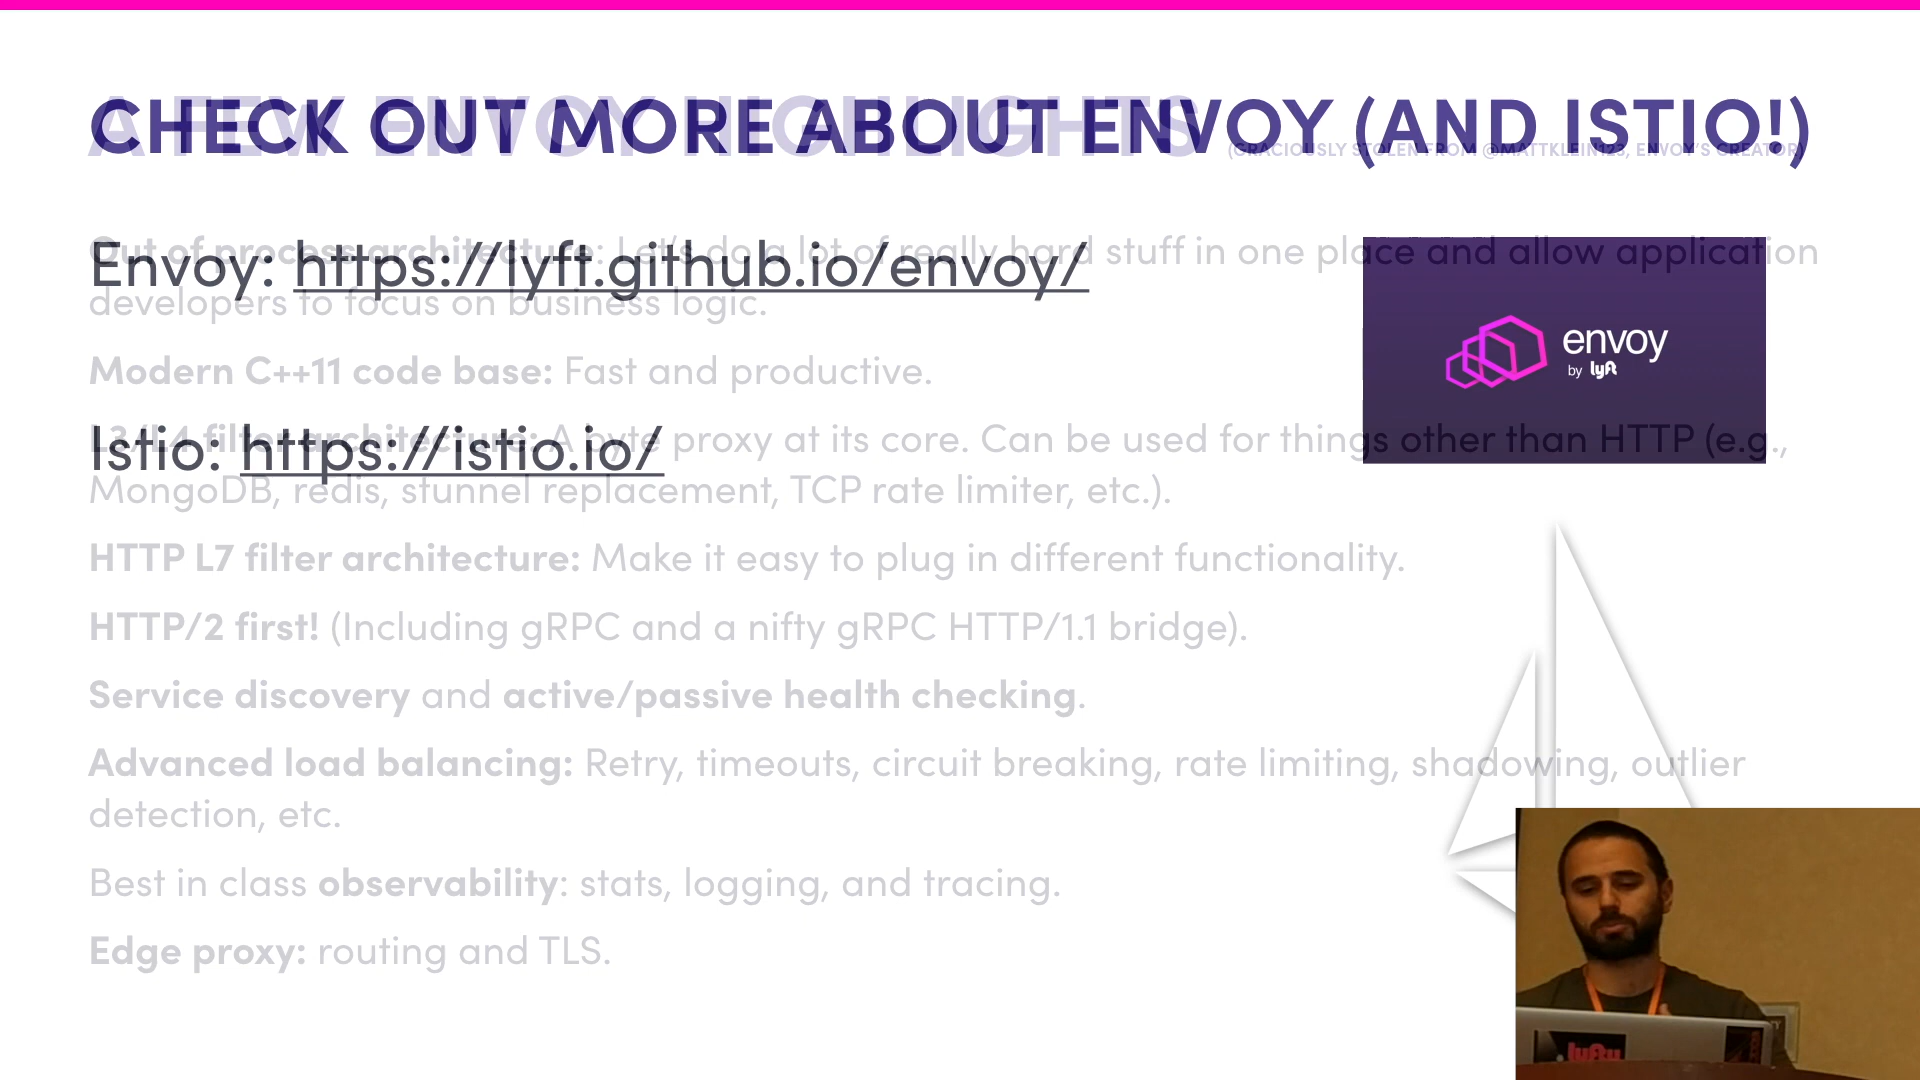 CHECK OUT MORE ABOUT ENVOY (AND ISTIO!)
A FEW ENVOY HIGHLIGHTS
(GRACIOUSLY STOLEN FROM @MATTKLEIN123, ENVOY'S CREATOR)
Envoy: https://lyft.github.io/envoy/
Istio: https://istio.io/
envoy
by lyft
Out of process architecture: Let's do a lot of really hard stuff in one place and allow application
developers to focus on business logic.
Modern C++11 code base: Fast and productive.
L3/L4 filter architecture: A byte proxy at its core. Can be used for things other than HTTP (e.g.,
MongoDB, redis, stunnel replacement, TCP rate limiter, etc.).
HTTP L7 filter architecture: Make it easy to plug in different functionality.
HTTP/2 first! (Including gRPC and a nifty gRPC HTTP/1.1 bridge).
Service discovery and active/passive health checking.
Advanced load balancing: Retry, timeouts, circuit breaking, rate limiting, shadowing, outlier
detection, etc.
Best in class observability: stats, logging, and tracing.
Edge proxy: routing and TLS.